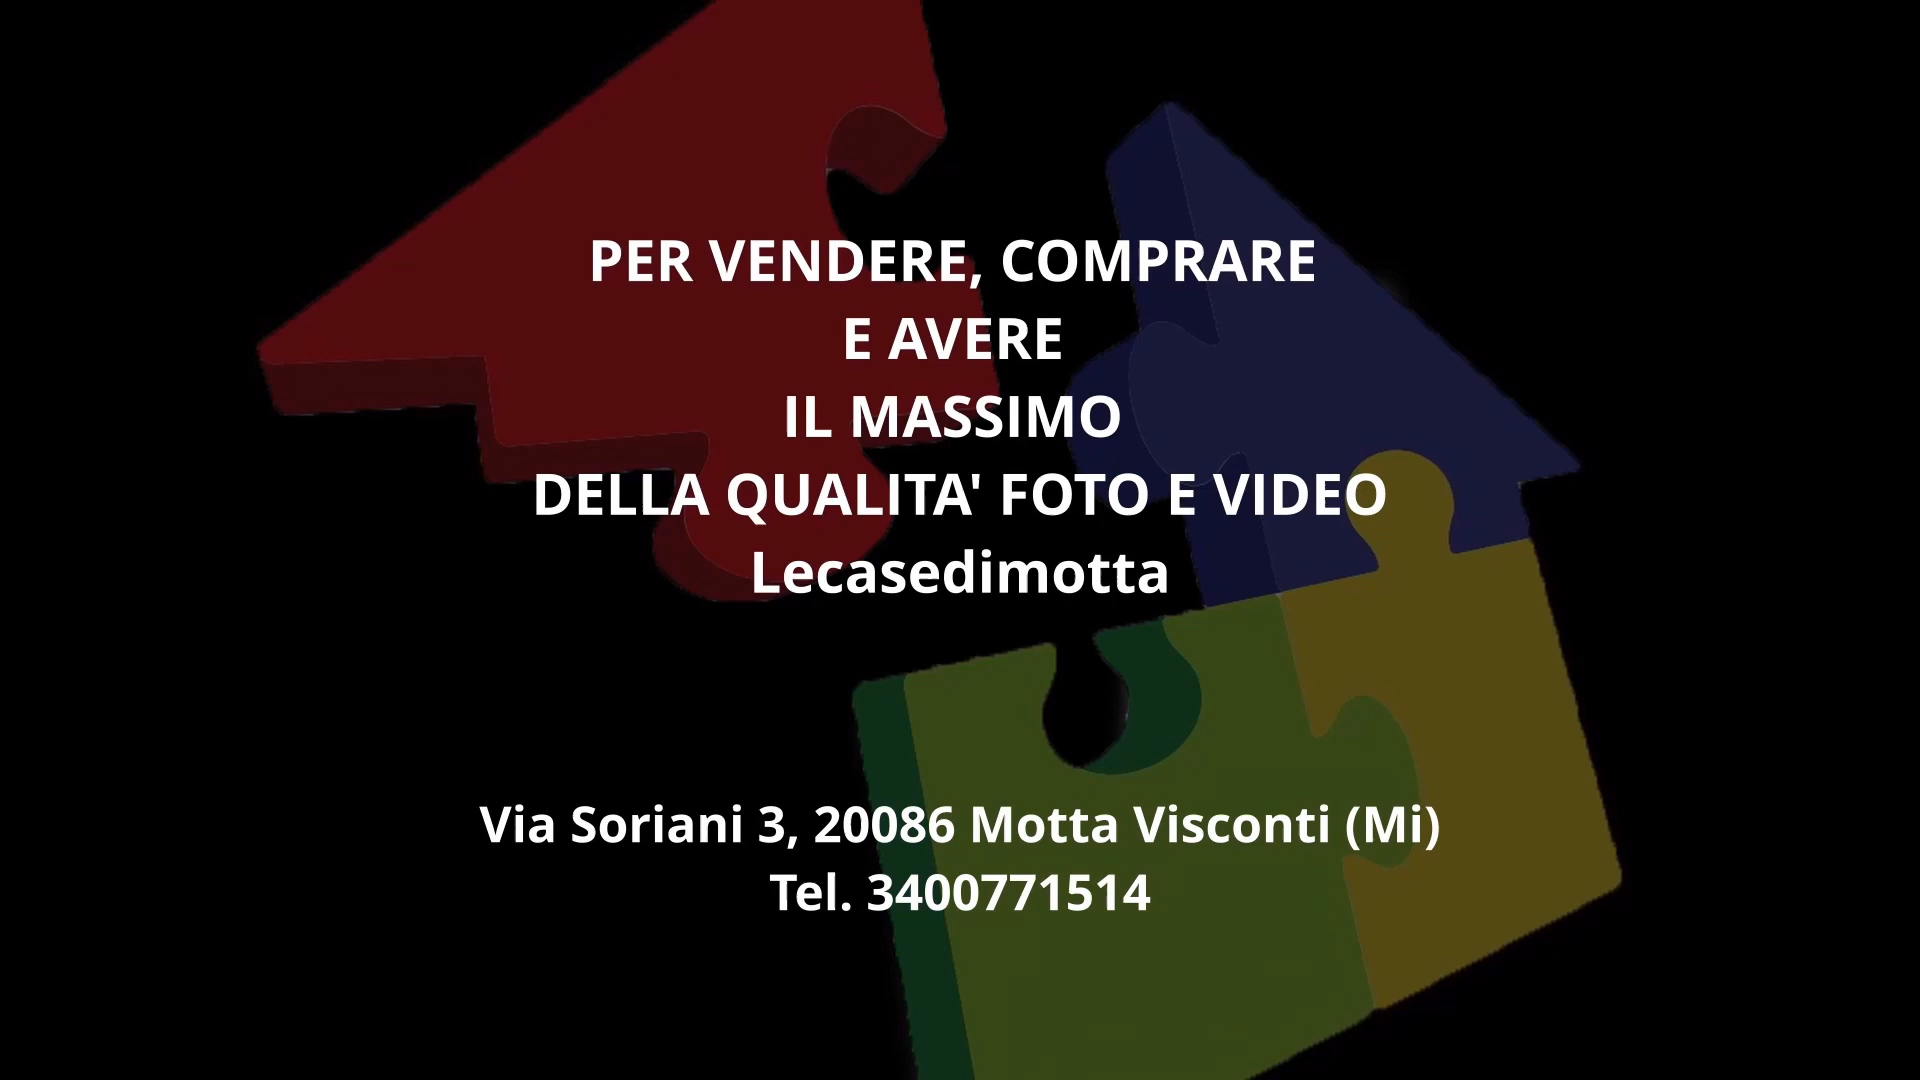 PER VENDERE, COMPRARE
E AVERE
IL MASSIMO
DELLA QUALITA' FOTO E VIDEO
Lecasedimotta
Via Soriani 3, 20086 Motta Visconti (Mi)
Tel. 3400771514